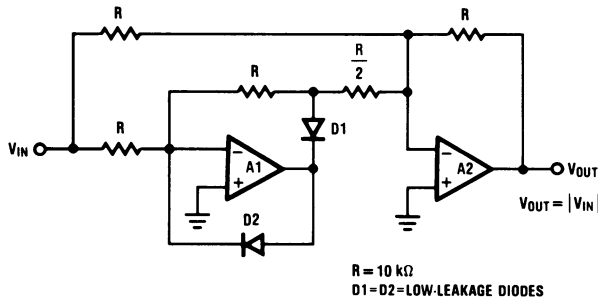 R
R
R
R/2
R
D1
VIN
−
A1
+
−
A2
+
VOUT
D2
VOUT = |VIN|
R = 10 kΩ
D1 = D2 = LOW-LEAKAGE DIODES